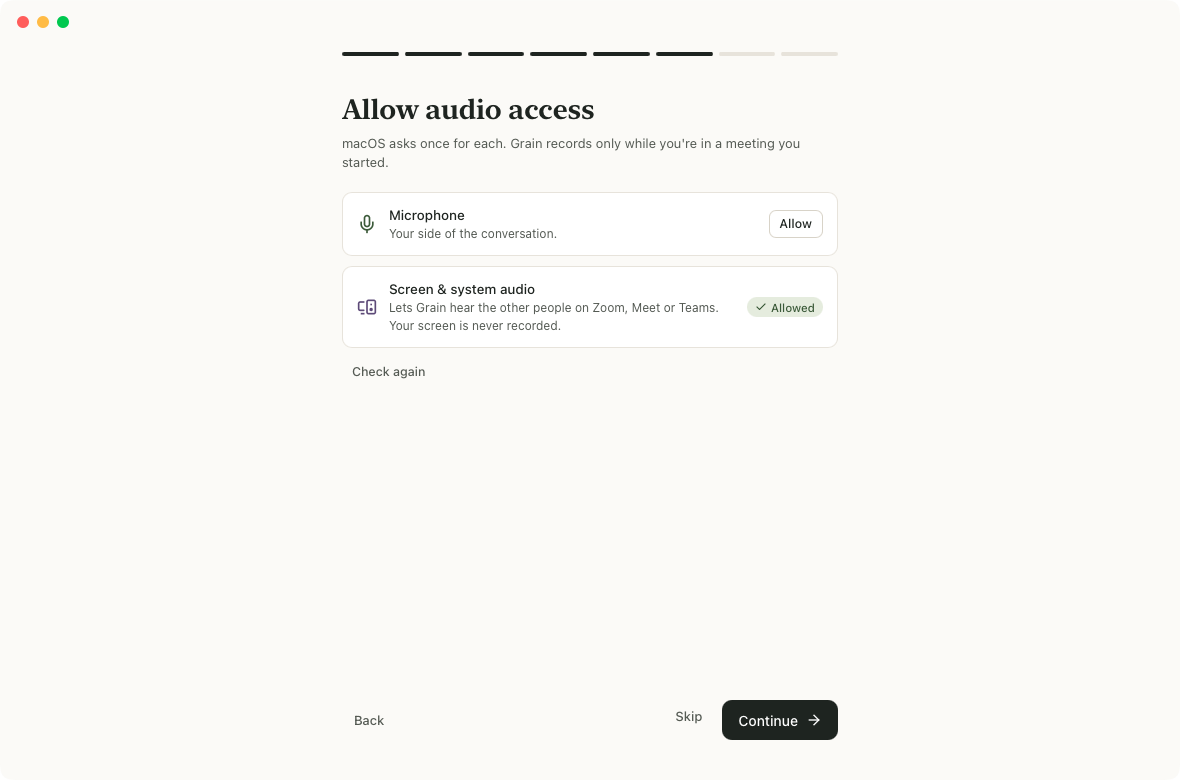 Allow audio access
macOS asks once for each. Grain records only while you're in a meeting you
started.
Microphone
Your side of the conversation.
Allow
Screen & system audio
Lets Grain hear the other people on Zoom, Meet or Teams.
Your screen is never recorded.
Allowed
Check again
Back
Skip
Continue